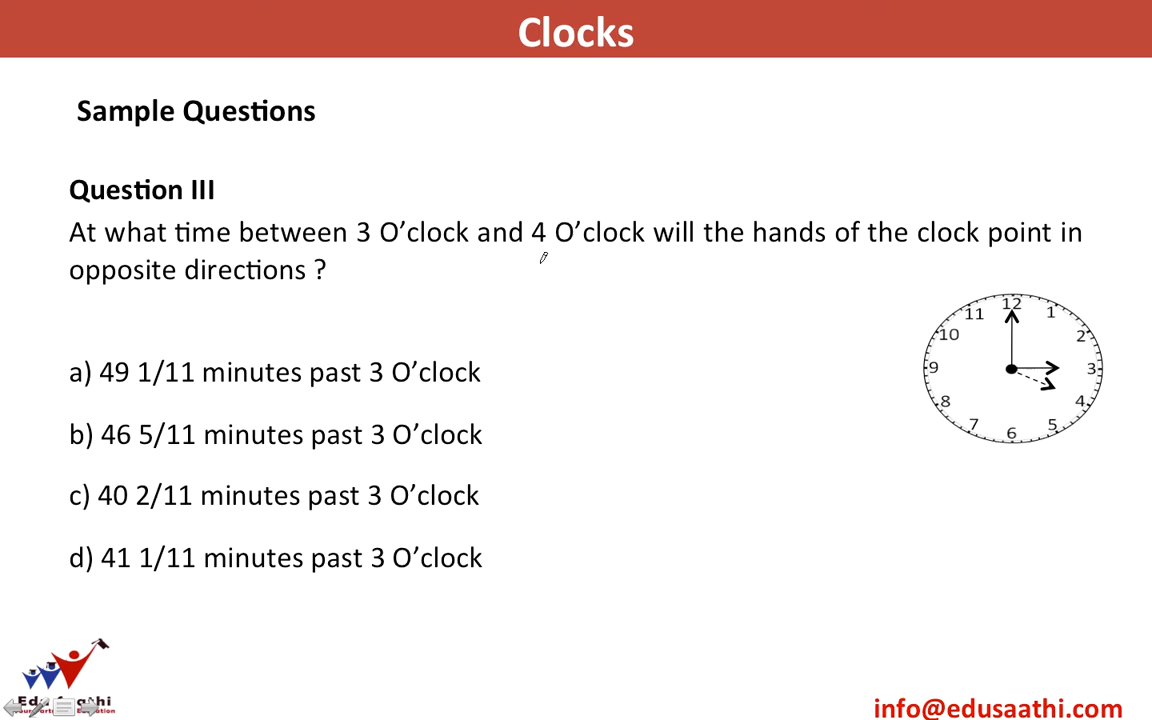 Clocks
Sample Questions
Question III
At what time between 3 O’clock and 4 O’clock will the hands of the clock point in
opposite directions ?
12
11
1
10
2
9
3
8
4
7
5
6
a) 49 1/11 minutes past 3 O’clock
b) 46 5/11 minutes past 3 O’clock
c) 40 2/11 minutes past 3 O’clock
d) 41 1/11 minutes past 3 O’clock
info@edusaathi.com